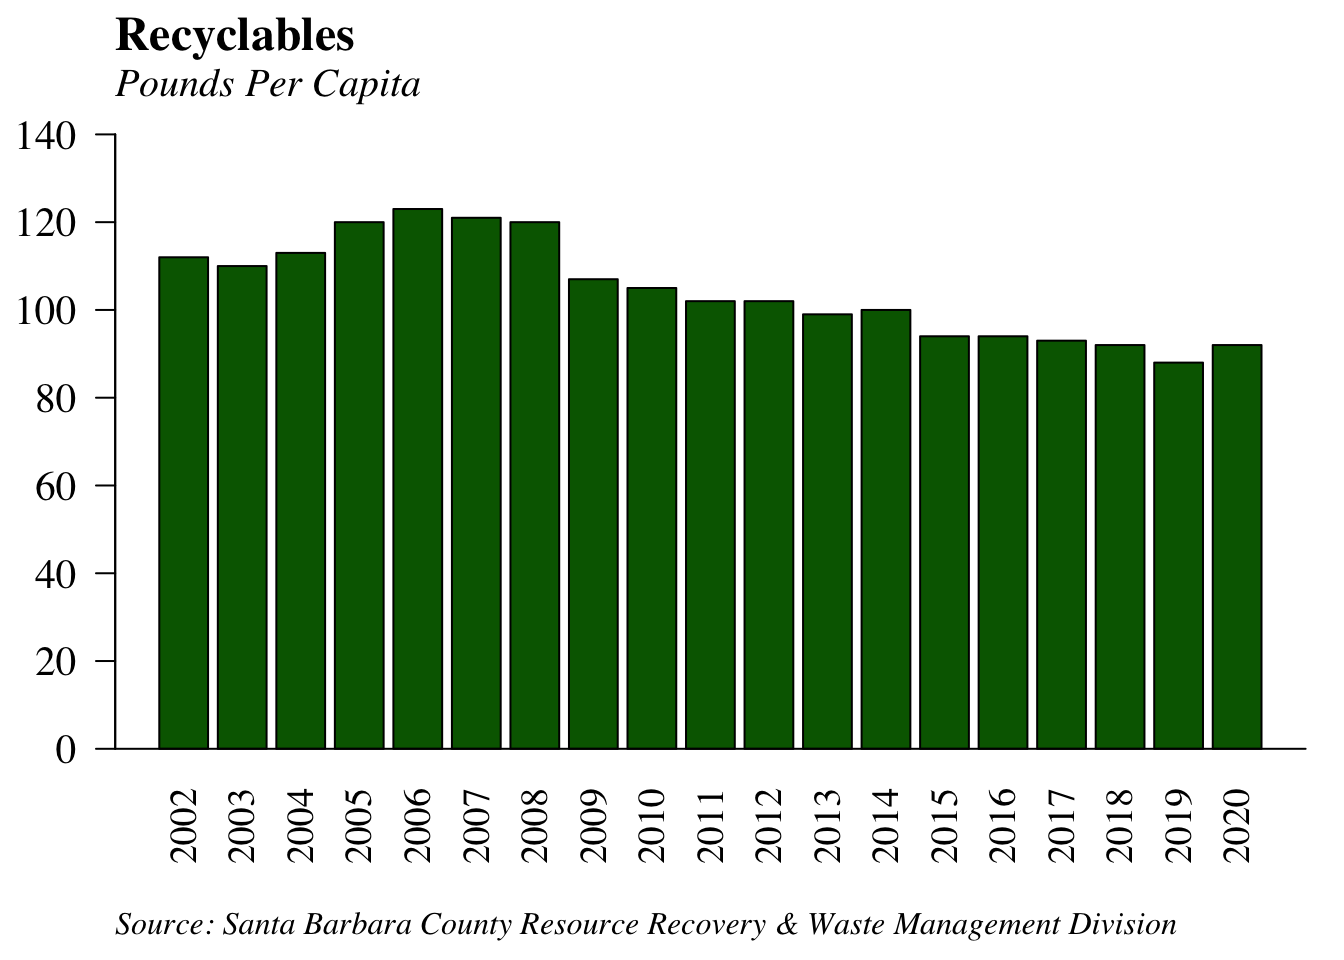 Recyclables
Pounds Per Capita
140
120
100
80
60
40
20
0
2002 2003 2004 2005 2006 2007 2008 2009 2010 2011 2012 2013 2014 2015 2016 2017 2018 2019 2020
Source: Santa Barbara County Resource Recovery & Waste Management Division